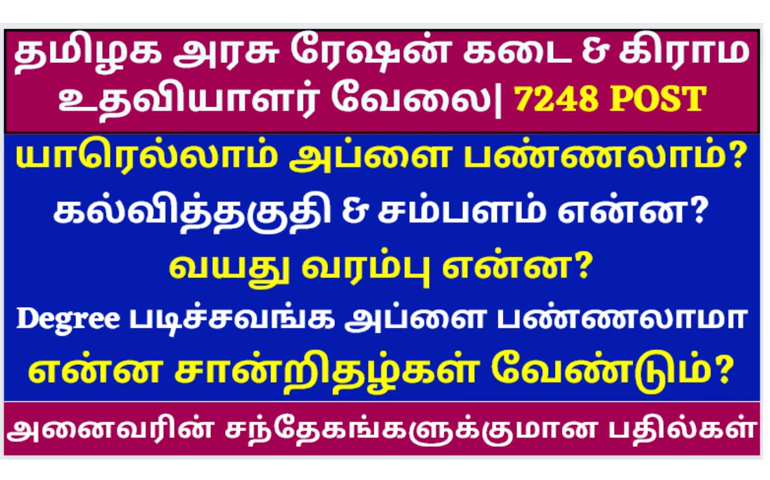 தமிழக அரசு ரேஷன் கடை & கிராம
உதவியாளர் வேலை| 7248 POST
யாரெல்லாம் அப்ளை பண்ணலாம்?
கல்வித்தகுதி & சம்பளம் என்ன?
வயது வரம்பு என்ன?
Degree படிச்சவங்க அப்ளை பண்ணலாமா
என்ன சான்றிதழ்கள் வேண்டும்?
அனைவரின் சந்தேகங்களுக்குமான பதில்கள்